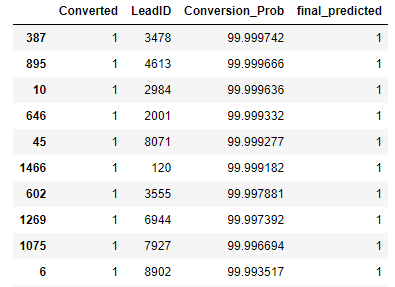 Converted LeadID Conversion_Prob final_predicted
387 1 3478 99.999742 1
895 1 4613 99.999666 1
10 1 2984 99.999636 1
646 1 2001 99.999332 1
45 1 8071 99.999277 1
1466 1 120 99.999182 1
602 1 3555 99.997881 1
1269 1 6944 99.997392 1
1075 1 7927 99.996694 1
6 1 8902 99.993517 1